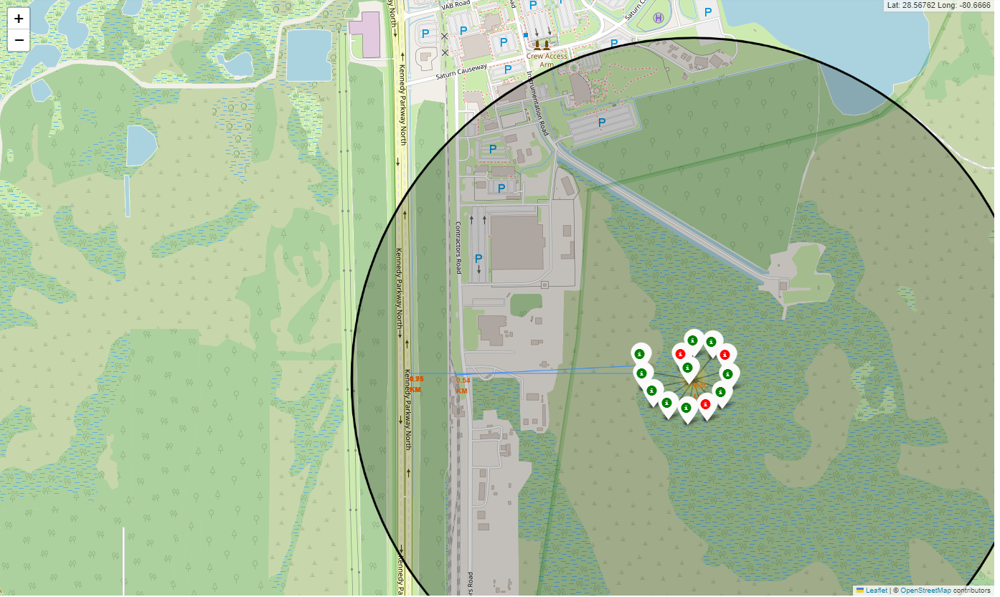 +
−
Lat: 28.56762 Long: -80.6666
VAB Road
Saturn C
H
P
P
P
P
P
P
Crew Access
Arm
Saturn Causeway
Instrumentation Road
Kennedy Parkway North
P
P
P
Contractors Road
P
Kennedy Parkway North
Kennedy Parkway North
KM
0.54
KM
Kennedy Pa
rs Road
Leaflet | © OpenStreetMap contributors